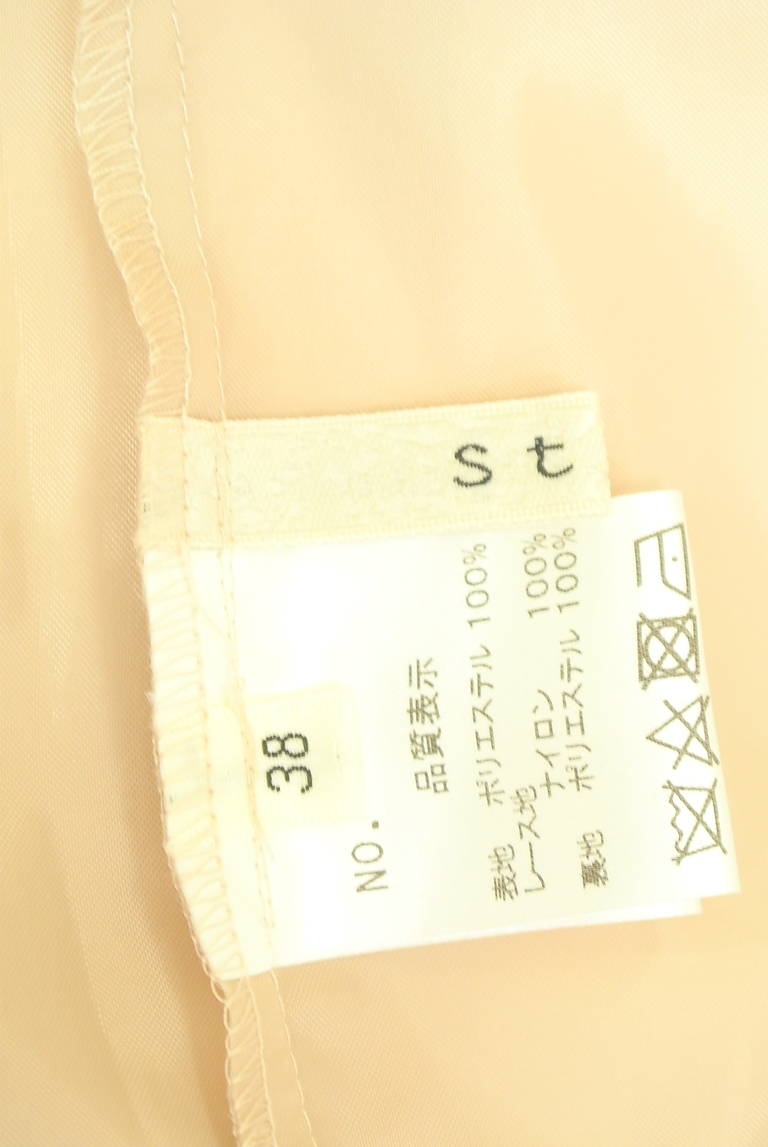 St
38
NO.
品質表示
表地 ポリエステル 100%
レース地
ナイロン 100%
裏地 ポリエステル 100%